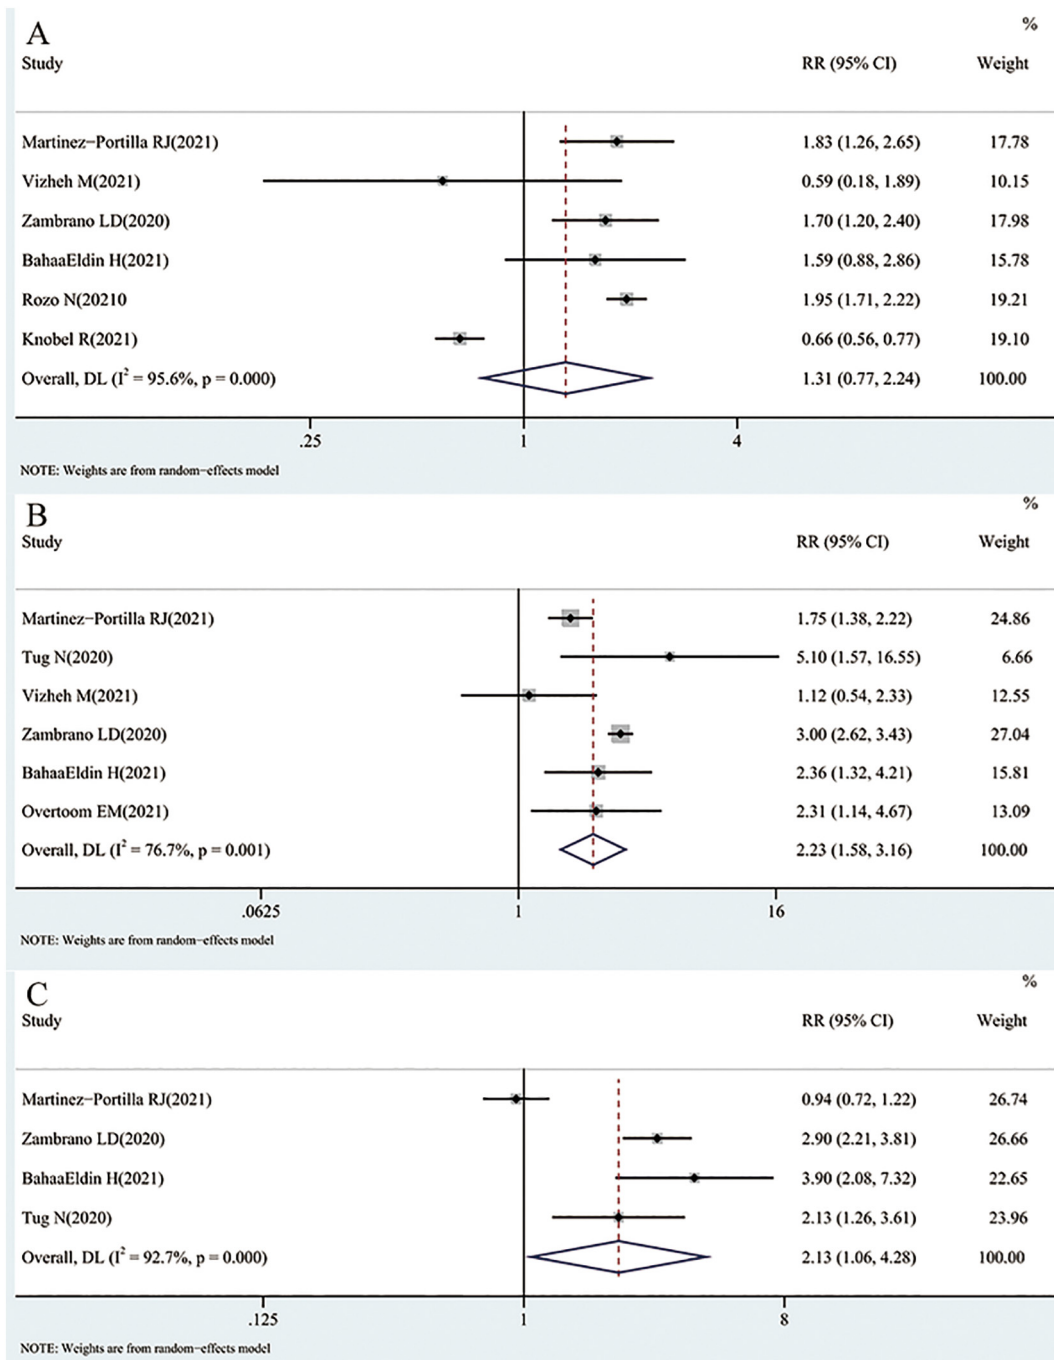 A
%
Study RR (95% CI) Weight
Martinez−Portilla RJ(2021) 1.83 (1.26, 2.65) 17.78
Vizheh M(2021) 0.59 (0.18, 1.89) 10.15
Zambrano LD(2020) 1.70 (1.20, 2.40) 17.98
BahaaEldin H(2021) 1.59 (0.88, 2.86) 15.78
Rozo N(20210 1.95 (1.71, 2.22) 19.21
Knobel R(2021) 0.66 (0.56, 0.77) 19.10
Overall, DL (I² = 95.6%, p = 0.000) 1.31 (0.77, 2.24) 100.00
.25 1 4
NOTE: Weights are from random−effects model
B
%
Study RR (95% CI) Weight
Martinez−Portilla RJ(2021) 1.75 (1.38, 2.22) 24.86
Tug N(2020) 5.10 (1.57, 16.55) 6.66
Vizheh M(2021) 1.12 (0.54, 2.33) 12.55
Zambrano LD(2020) 3.00 (2.62, 3.43) 27.04
BahaaEldin H(2021) 2.36 (1.32, 4.21) 15.81
Overtoom EM(2021) 2.31 (1.14, 4.67) 13.09
Overall, DL (I² = 76.7%, p = 0.001) 2.23 (1.58, 3.16) 100.00
.0625 1 16
NOTE: Weights are from random−effects model
C
%
Study RR (95% CI) Weight
Martinez−Portilla RJ(2021) 0.94 (0.72, 1.22) 26.74
Zambrano LD(2020) 2.90 (2.21, 3.81) 26.66
BahaaEldin H(2021) 3.90 (2.08, 7.32) 22.65
Tug N(2020) 2.13 (1.26, 3.61) 23.96
Overall, DL (I² = 92.7%, p = 0.000) 2.13 (1.06, 4.28) 100.00
.125 1 8
NOTE: Weights are from random−effects model